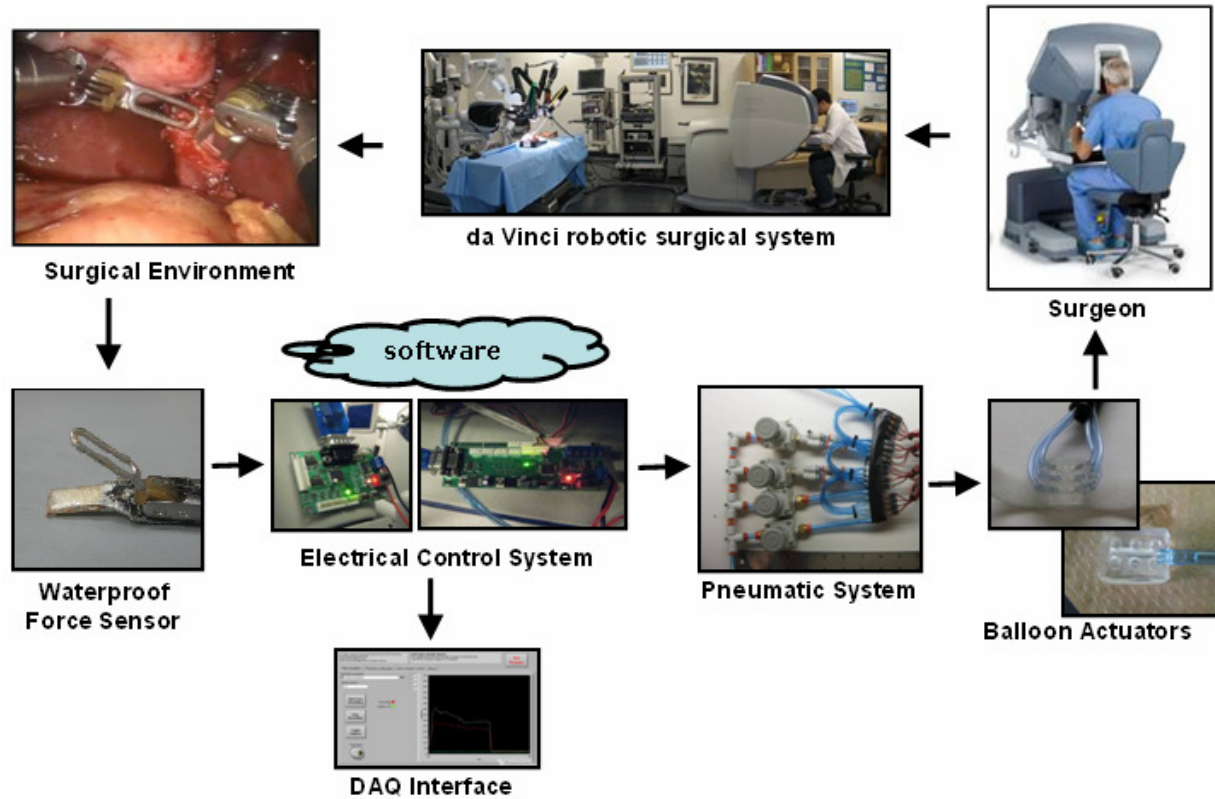 da Vinci robotic surgical system
Surgical Environment
Surgeon
software
Electrical Control System
Waterproof
Force Sensor
Pneumatic System
Balloon Actuators
DAQ Interface